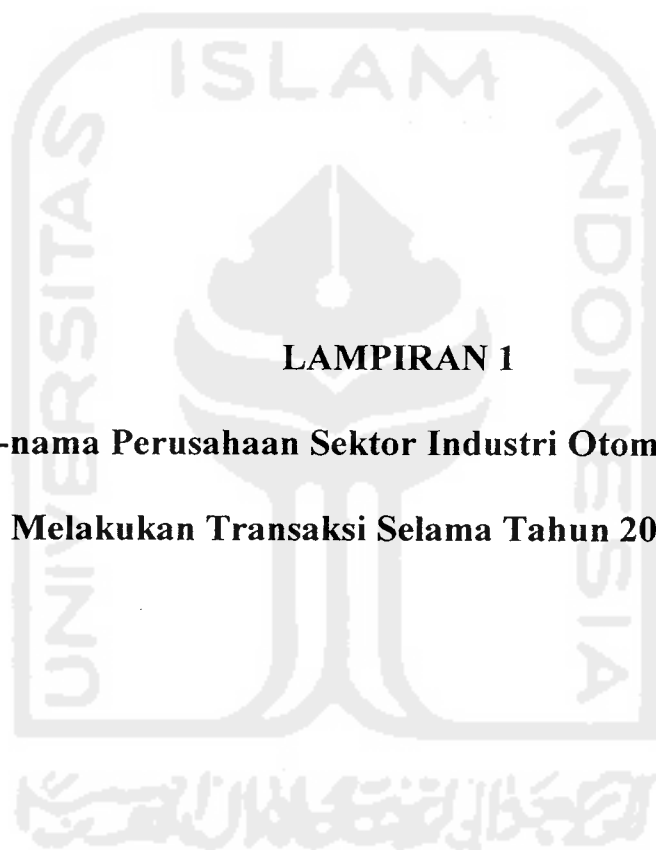 ISLAM
UNIVERSITAS
INDONESIA
LAMPIRAN 1
-nama Perusahaan Sektor Industri Otom
Melakukan Transaksi Selama Tahun 20